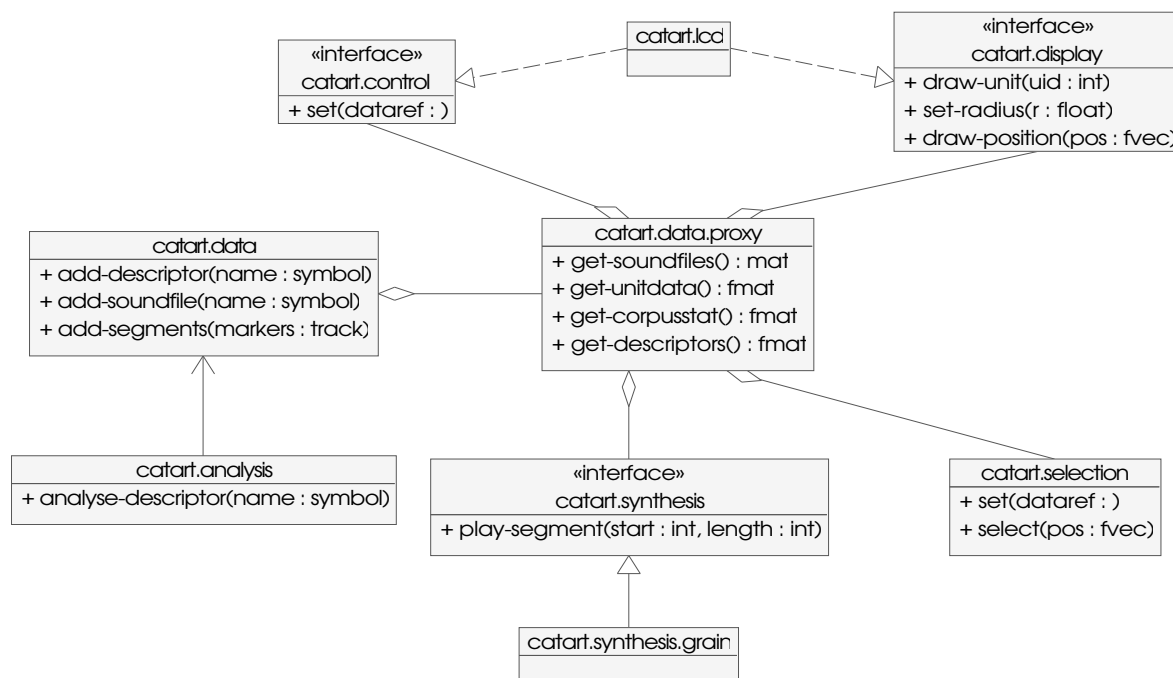 catart.lcd
«interface»
catart.control
+ set(dataref : )
«interface»
catart.display
+ draw-unit(uid : int)
+ set-radius(r : float)
+ draw-position(pos : fvec)
catart.data
+ add-descriptor(name : symbol)
+ add-soundfile(name : symbol)
+ add-segments(markers : track)
catart.data.proxy
+ get-soundfiles() : mat
+ get-unitdata() : fmat
+ get-corpusstat() : fmat
+ get-descriptors() : fmat
catart.analysis
+ analyse-descriptor(name : symbol)
«interface»
catart.synthesis
+ play-segment(start : int, length : int)
catart.selection
+ set(dataref : )
+ select(pos : fvec)
catart.synthesis.grain